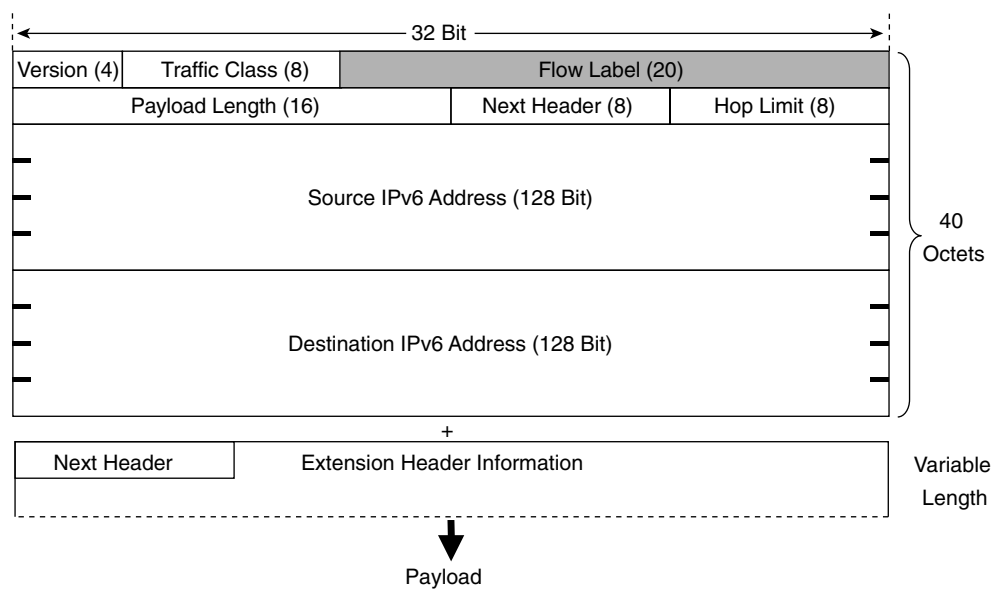 32 Bit
Version (4) Traffic Class (8) Flow Label (20)
Payload Length (16) Next Header (8) Hop Limit (8)
Source IPv6 Address (128 Bit)
40
Octets
Destination IPv6 Address (128 Bit)
+
Next Header Extension Header Information
Variable
Length
Payload